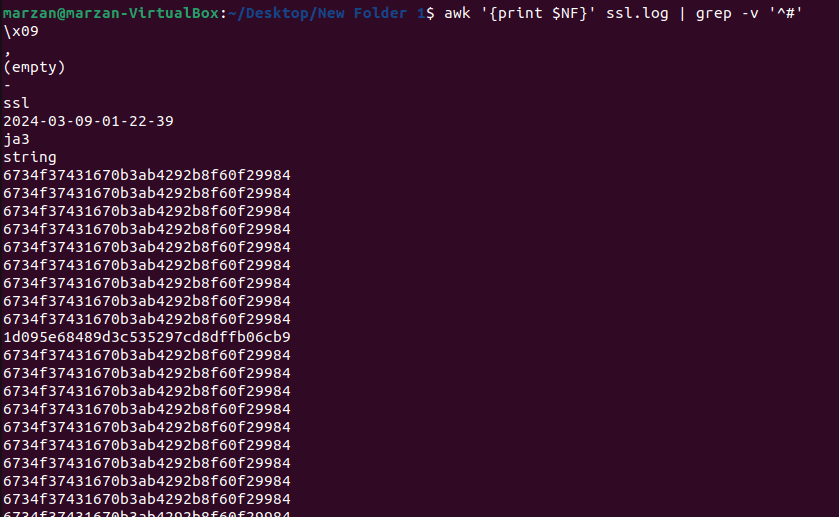 marzan@marzan-VirtualBox:~/Desktop/New Folder 1$ awk '{print $NF}' ssl.log | grep -v '^#'
\x09
,
(empty)
-
ssl
2024-03-09-01-22-39
ja3
string
6734f37431670b3ab4292b8f60f29984
6734f37431670b3ab4292b8f60f29984
6734f37431670b3ab4292b8f60f29984
6734f37431670b3ab4292b8f60f29984
6734f37431670b3ab4292b8f60f29984
6734f37431670b3ab4292b8f60f29984
6734f37431670b3ab4292b8f60f29984
6734f37431670b3ab4292b8f60f29984
6734f37431670b3ab4292b8f60f29984
1d095e68489d3c535297cd8dffb06cb9
6734f37431670b3ab4292b8f60f29984
6734f37431670b3ab4292b8f60f29984
6734f37431670b3ab4292b8f60f29984
6734f37431670b3ab4292b8f60f29984
6734f37431670b3ab4292b8f60f29984
6734f37431670b3ab4292b8f60f29984
6734f37431670b3ab4292b8f60f29984
6734f37431670b3ab4292b8f60f29984
6734f37431670b3ab4292b8f60f29984
6734f37431670b3ab4292b8f60f29984